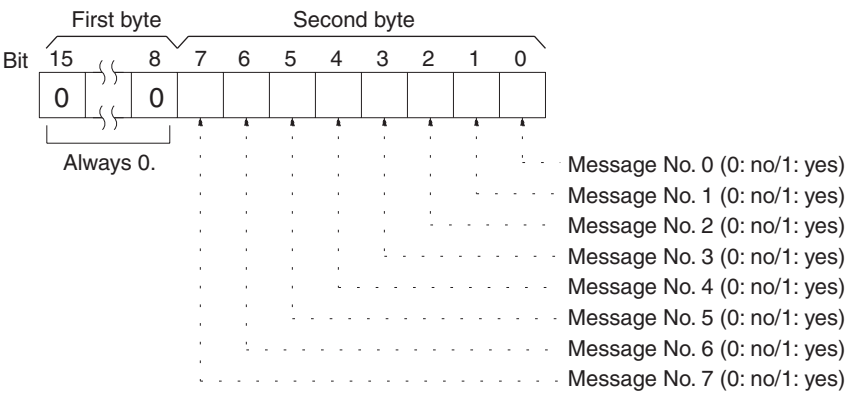 First byte Second byte
Bit 15 8 7 6 5 4 3 2 1 0
0 0
Always 0.
Message No. 0 (0: no/1: yes)
Message No. 1 (0: no/1: yes)
Message No. 2 (0: no/1: yes)
Message No. 3 (0: no/1: yes)
Message No. 4 (0: no/1: yes)
Message No. 5 (0: no/1: yes)
Message No. 6 (0: no/1: yes)
Message No. 7 (0: no/1: yes)